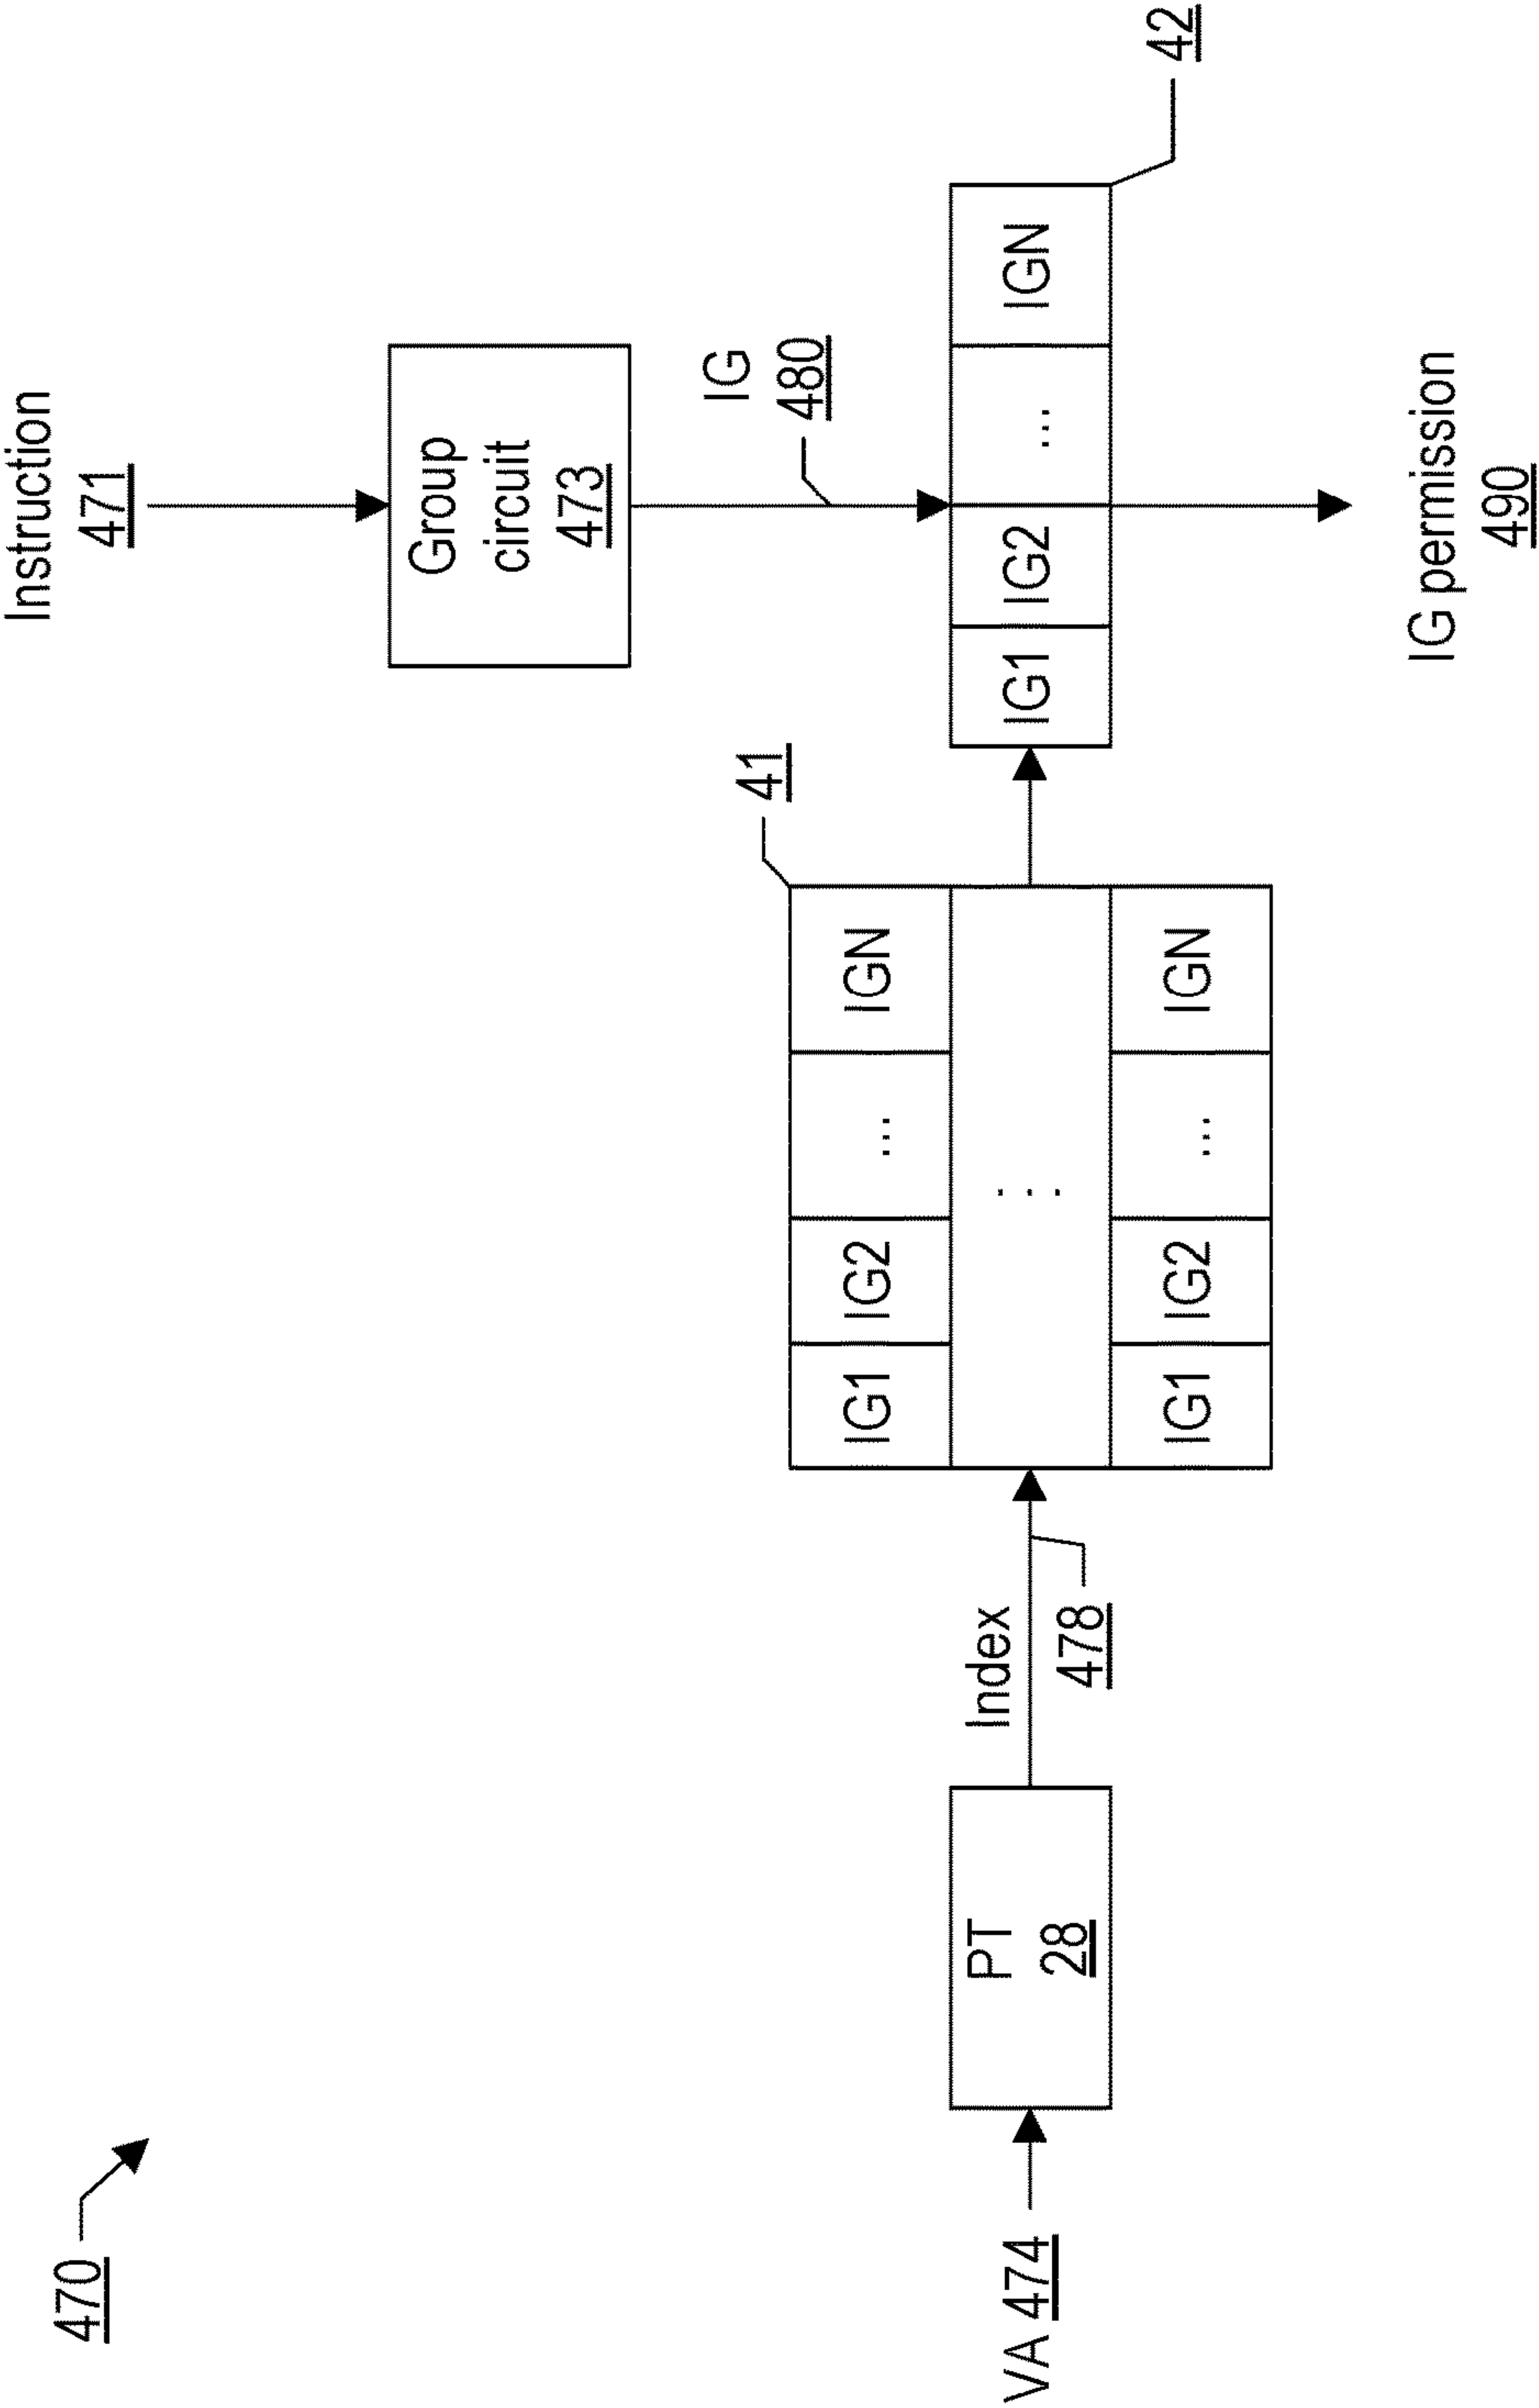 470
Instruction
471
Group
circuit
473
IG
480
41
42
IG1 IG2 ... IGN
IG1 IG2 ... IGN
⋮
IG1 IG2 ... IGN
VA 474
PT
28
Index
478
IG permission
490